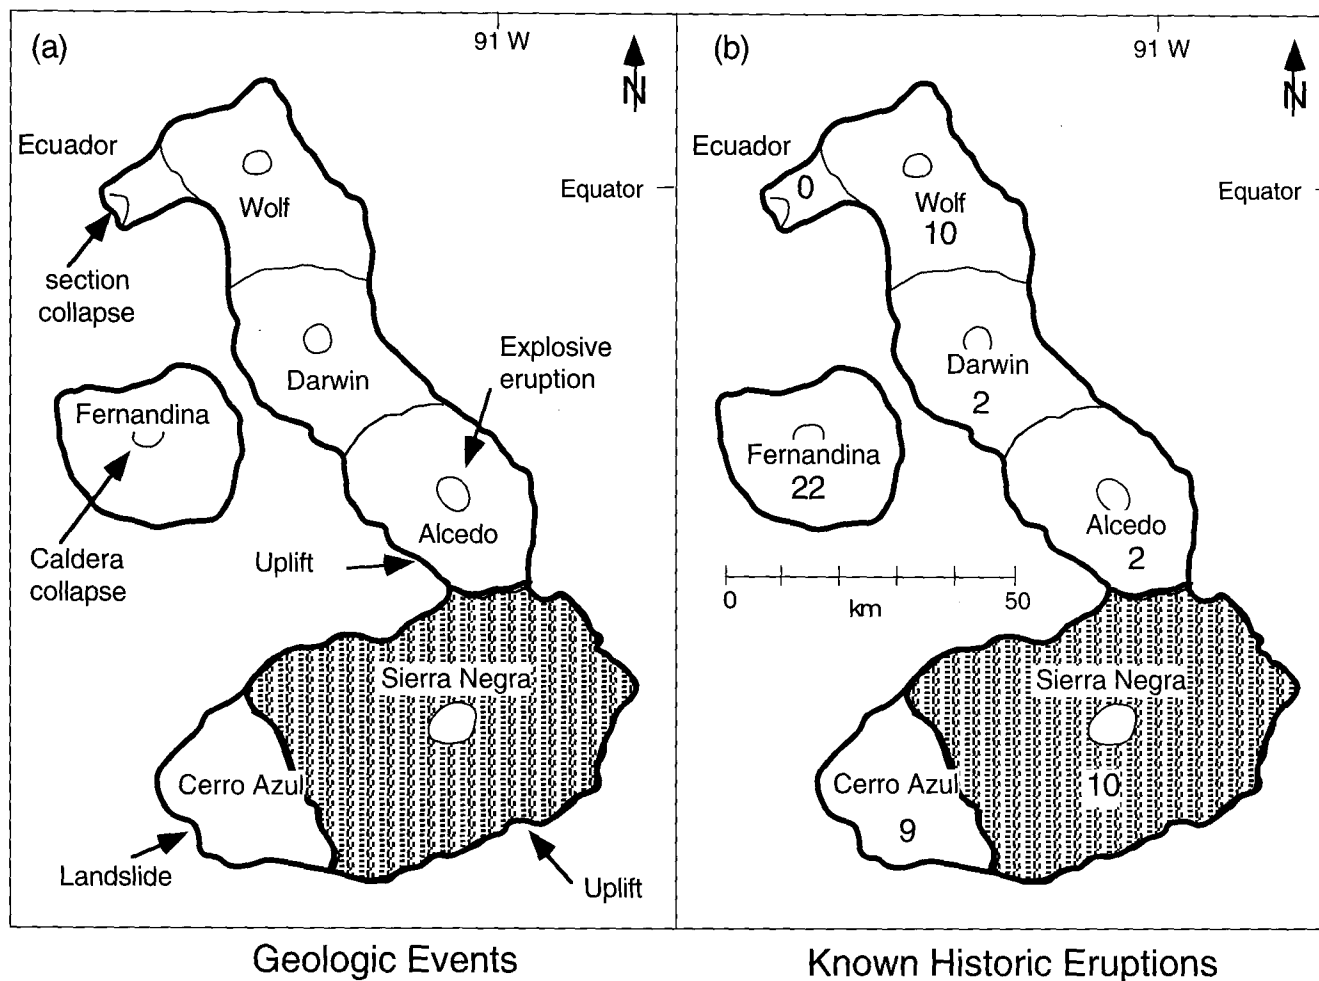 (a)
91 W
N
Ecuador
Equator
Wolf
section
collapse
Explosive
eruption
Darwin
Fernandina
Alcedo
Caldera
collapse
Uplift
Sierra Negra
Cerro Azul
Landslide
Uplift
Geologic Events
(b)
91 W
N
Ecuador
0
Equator
Wolf
10
Darwin
2
Fernandina
22
Alcedo
2
0 km 50
Sierra Negra
10
Cerro Azul
9
Known Historic Eruptions